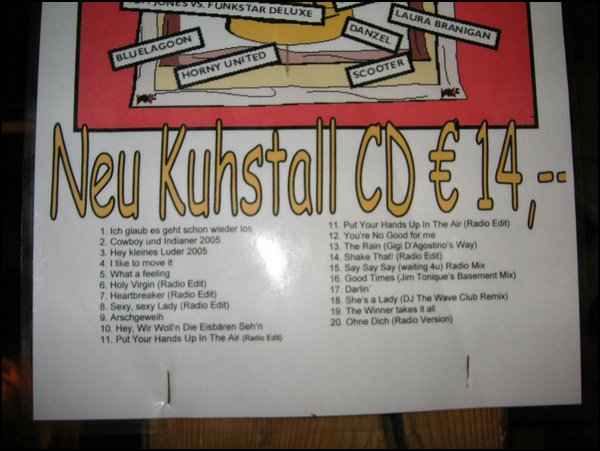 JONES VS. FUNKSTAR DELUXE
LAURA BRANIGAN
BLUELAGOON
DANZEL
HORNY UNITED
SCOOTER
Neu Kuhstall CD € 14,--
1. Ich glaub es geht schon wieder los
2. Cowboy und Indianer 2005
3. Hey kleines Luder 2005
4. I like to move it
5. What a feeling
6. Holy Virgin (Radio Edit)
7. Heartbreaker (Radio Edit)
8. Sexy, sexy Lady (Radio Edit)
9. Arschgeweih
10. Hey, Wir Woll'n Die Eisbären Seh'n
11. Put Your Hands Up In The Air (Radio Edit)
11. Put Your Hands Up In The Air (Radio Edit)
12. You're No Good for me
13. The Rain (Gigi D'Agostino's Way)
14. Shake That! (Radio Edit)
15. Say Say Say (waiting 4u) Radio Mix
16. Good Times (Jim Tonique's Basement Mix)
17. Darlin'
18. She's a Lady (DJ The Wave Club Remix)
19. The Winner takes it all
20. Ohne Dich (Radio Version)